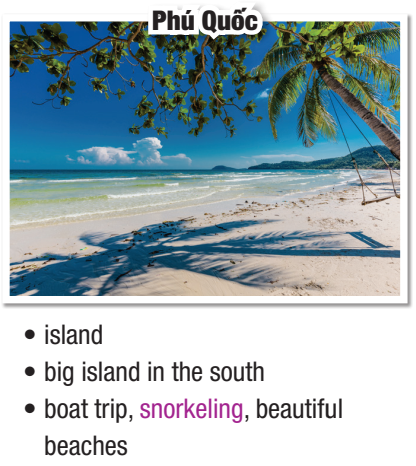 Phú Quốc
• island
• big island in the south
• boat trip, snorkeling, beautiful
beaches